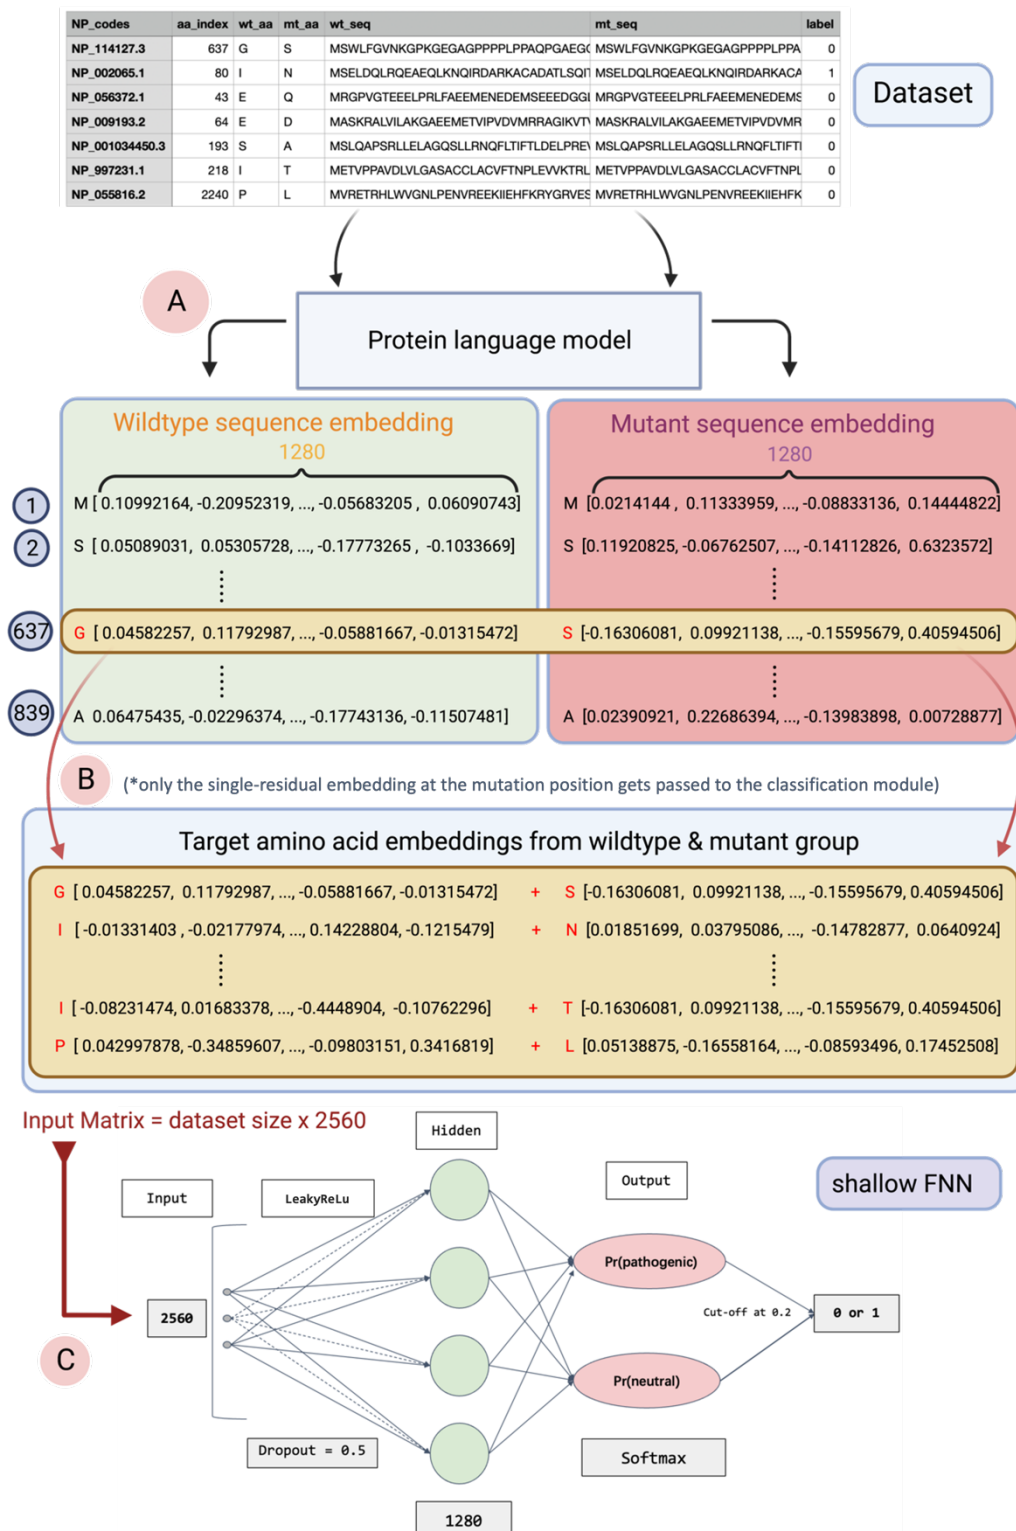 NP_codes aa_index wt_aa mt_aa wt_seq mt_seq label
NP_114127.3 637 G S MSWLFGVNKGPKGEGAGPPPPLPPAQPGAEG MSWLFGVNKGPKGEGAGPPPPLPPA 0
NP_002065.1 80 I N MSELDQLRQEAEQLKNQIRDARKACADATLSQI MSELDQLRQEAEQLKNQIRDARKACA 1
NP_056372.1 43 E Q MRGPVGTEEELPRLFAEEMENEDEMSEEEDGGL MRGPVGTEEELPRLFAEEMENEDEMS 0
NP_009193.2 64 E D MASKRALVILAKGAEEMETVIPVDVMRRAGIKVT MASKRALVILAKGAEEMETVIPVDVMR 0
NP_001034450.3 193 S A MSLQAPSRLLELAGQSLLRNQFLTIFTLDELPRE MSLQAPSRLLELAGQSLLRNQFLTIFT 0
NP_997231.1 218 I T METVPPAVDLVLGASACCLACVFTNPLEVVKTRL METVPPAVDLVLGASACCLACVFTNPL 0
NP_055816.2 2240 P L MVRETRHLWVGNLPENVREEKIIEHFKRYGRVES MVRETRHLWVGNLPENVREEKIIEHFK 0
Dataset
A
Protein language model
Wildtype sequence embedding
1280
Mutant sequence embedding
1280
1 M [ 0.10992164, -0.20952319, ..., -0.05683205 , 0.06090743] M [0.0214144 , 0.11333959, ..., -0.08833136, 0.14444822]
2 S [ 0.05089031, 0.05305728, ..., -0.17773265, -0.1033669] S [0.11920825, -0.06762507, ..., -0.14112826, 0.6323572]
637 G [ 0.04582257, 0.11792987, ..., -0.05881667, -0.01315472] S [-0.16306081, 0.09921138, ..., -0.15595679, 0.40594506]
839 A 0.06475435, -0.02296374, ..., -0.17743136, -0.11507481] A [0.02390921, 0.22686394, ..., -0.13983898, 0.00728877]
B (*only the single-residual embedding at the mutation position gets passed to the classification module)
Target amino acid embeddings from wildtype & mutant group
G [ 0.04582257, 0.11792987, ..., -0.05881667, -0.01315472] + S [-0.16306081, 0.09921138, ..., -0.15595679, 0.40594506]
I [ -0.01331403 , -0.02177974, ..., 0.14228804, -0.1215479] + N [0.01851699, 0.03795086, ..., -0.14782877, 0.0640924]
I [ -0.08231474, 0.01683378, ..., -0.4448904, -0.10762296] + T [-0.16306081, 0.09921138, ..., -0.15595679, 0.40594506]
P [ 0.042997878, -0.34859607, ..., -0.09803151, 0.3416819] + L [0.05138875, -0.16558164, ..., -0.08593496, 0.17452508]
Input Matrix = dataset size x 2560
Hidden
Input
LeakyReLu
Output
shallow FNN
Pr(pathogenic)
2560
Cut-off at 0.2
0 or 1
C
Pr(neutral)
Dropout = 0.5
Softmax
1280